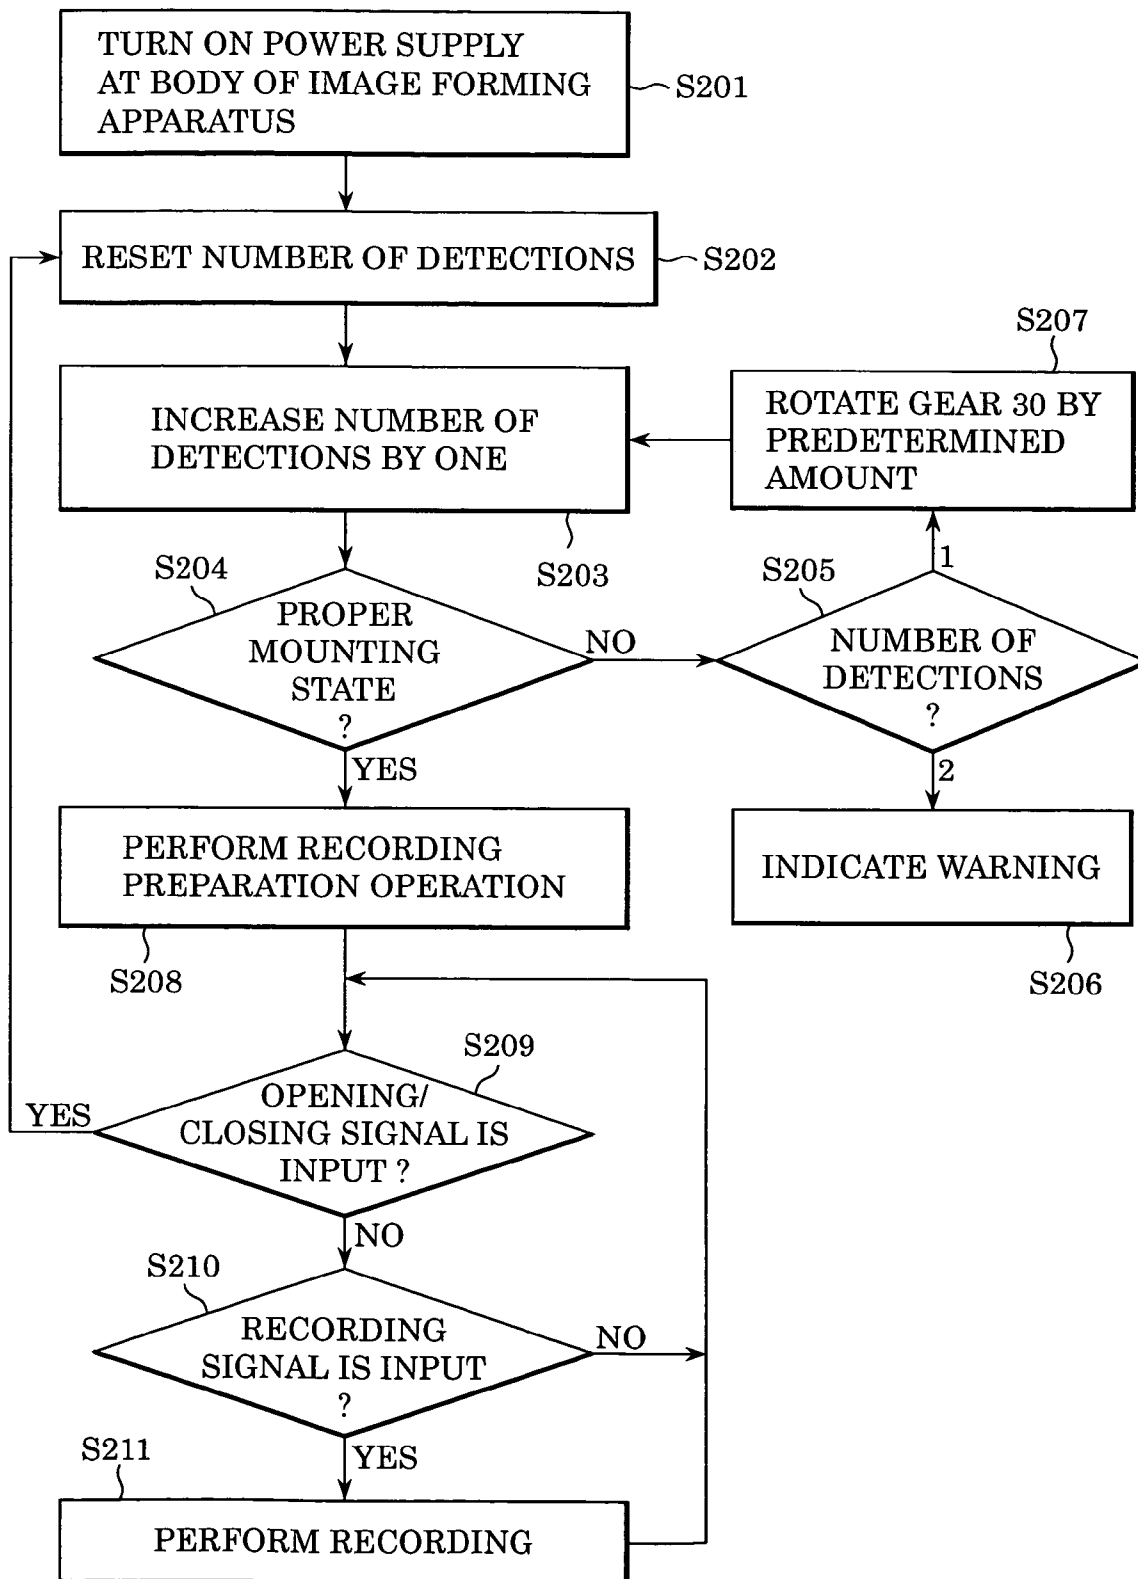 TURN ON POWER SUPPLY
AT BODY OF IMAGE FORMING
APPARATUS
S201
RESET NUMBER OF DETECTIONS
S202
S207
INCREASE NUMBER OF
DETECTIONS BY ONE
S203
ROTATE GEAR 30 BY
PREDETERMINED
AMOUNT
S204
PROPER
MOUNTING
STATE
?
NO
YES
S205
1
NUMBER OF
DETECTIONS
?
2
PERFORM RECORDING
PREPARATION OPERATION
S208
INDICATE WARNING
S206
S209
OPENING/
CLOSING SIGNAL IS
INPUT ?
YES
NO
S210
RECORDING
SIGNAL IS INPUT
?
NO
YES
S211
PERFORM RECORDING